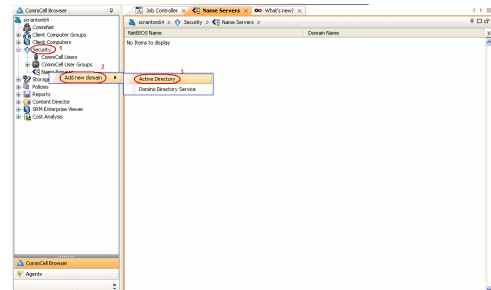 CommCell Browser
scranton64
CommNet
Client Computer Groups
Client Computers
Security 1
CommCell Users
CommCell User Groups
2
Name Servers
Storage
Policies
Reports
Content Director
SRM Enterprise Viewer
Cost Analysis
CommCell Browser
Agents
Job Controller
Name Servers
What's new?
scranton64 > Security > Name Servers >
NetBIOS Name Domain Name
No Items to display
Add new domain
3
Active Directory
Domino Directory Service